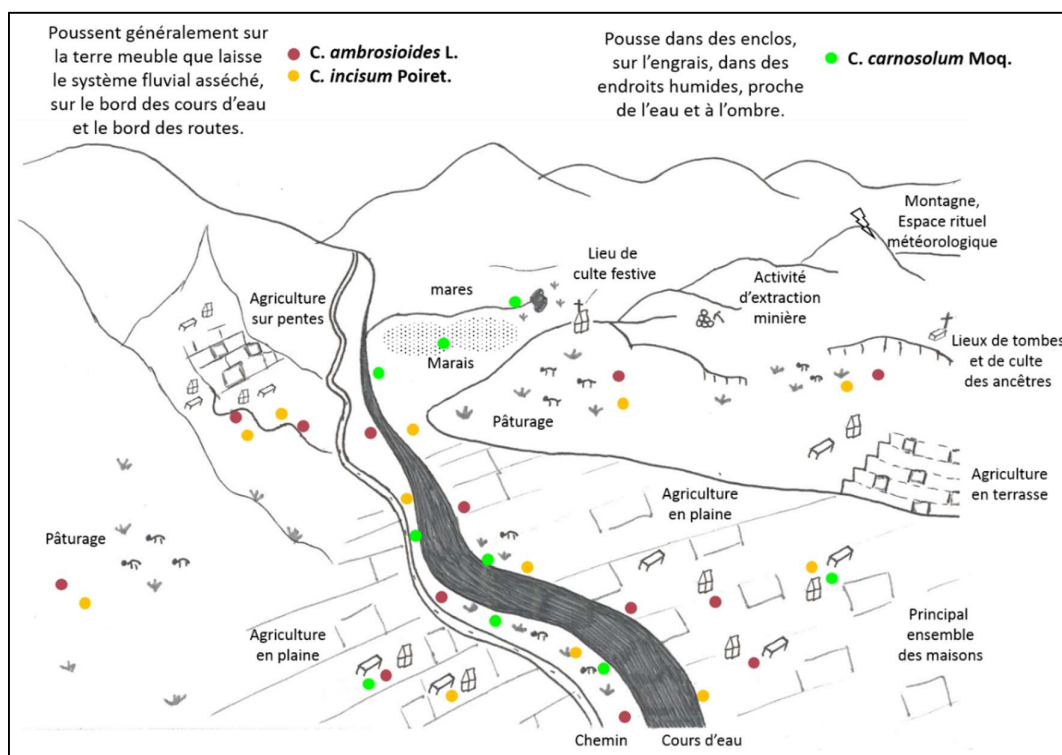 Poussent généralement sur
la terre meuble que laisse
le système fluvial asséché,
sur le bord des cours d'eau
et le bord des routes.
C. ambrosioides L.
C. incisum Poiret.
Pousse dans des enclos,
sur l'engrais, dans des
endroits humides, proche
de l'eau et à l'ombre.
C. carnosolum Moq.
Montagne,
Espace rituel
météorologique
Lieu de
culte festive
Activité
d'extraction
minière
mares
Agriculture
sur pentes
Marais
Lieux de tombes
et de culte
des ancêtres
Pâturage
Agriculture
en terrasse
Agriculture
en plaine
Pâturage
Agriculture
en plaine
Principal
ensemble
des maisons
Chemin
Cours d'eau